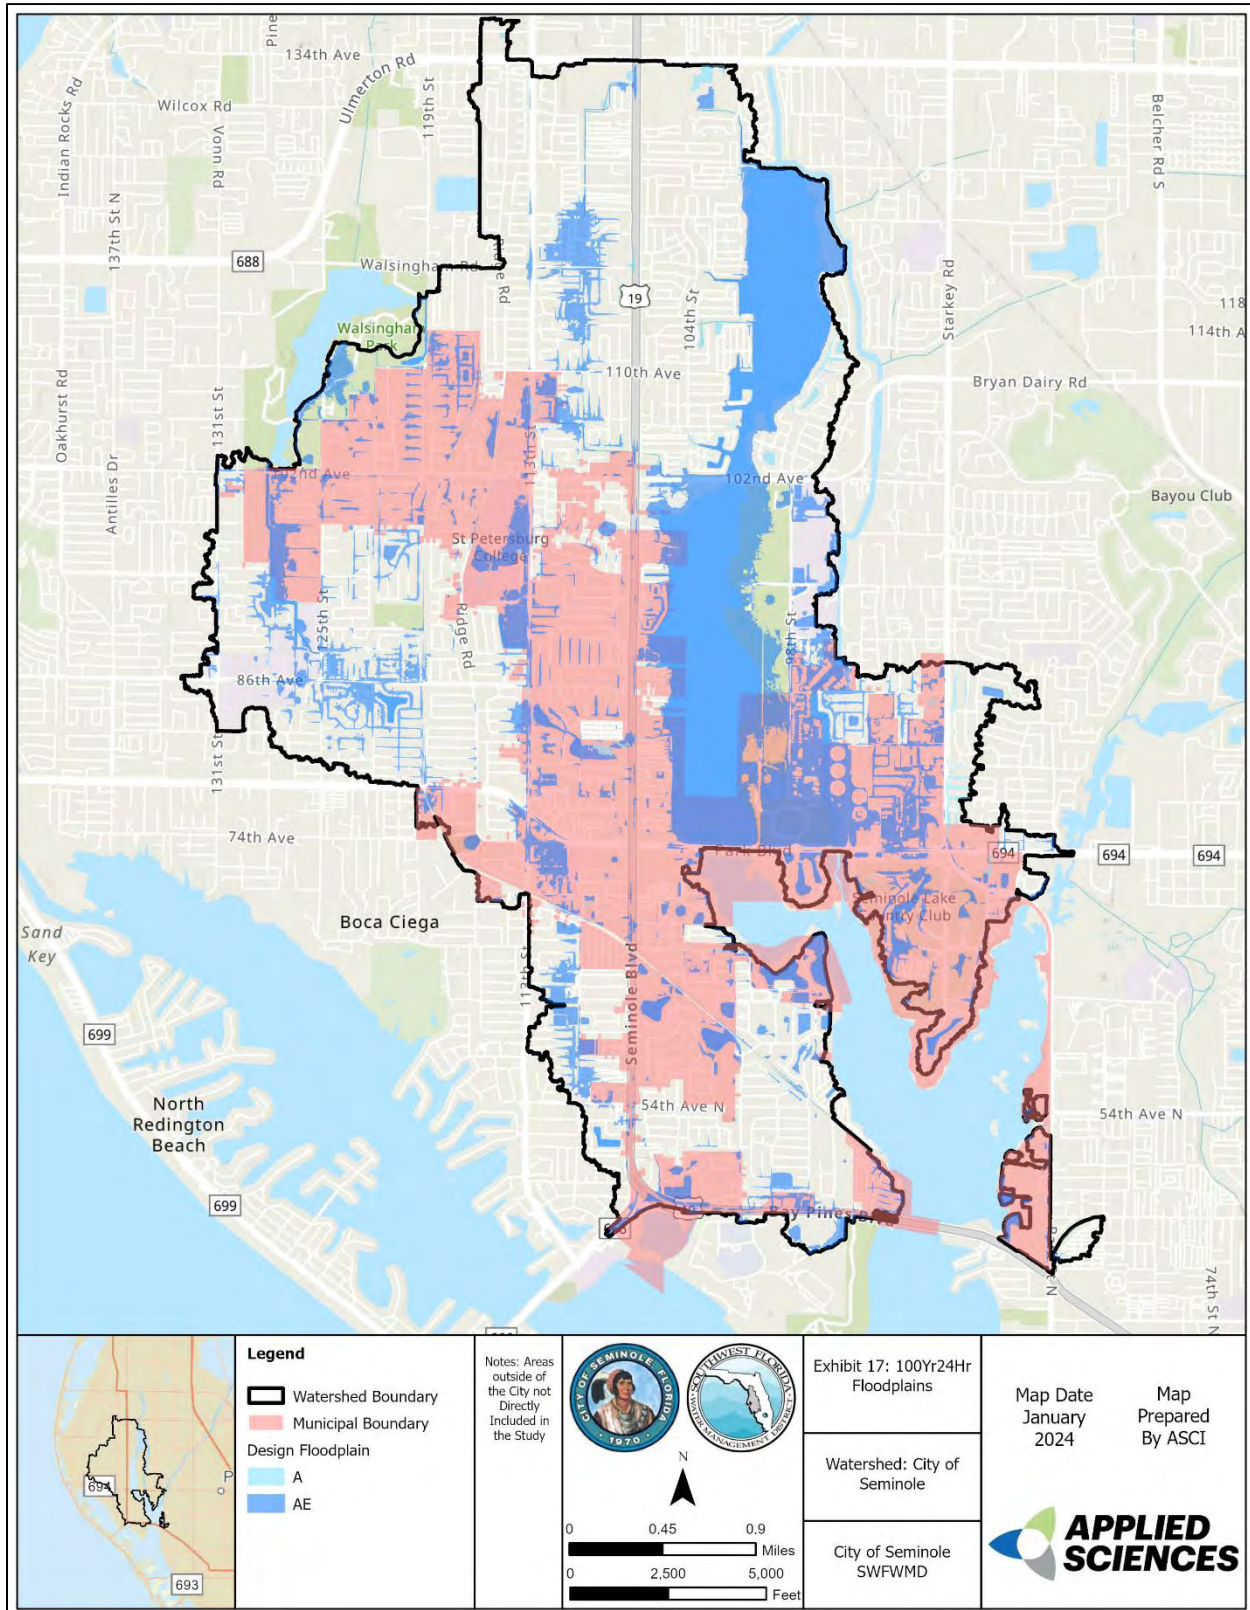 134th Ave
Wilcox Rd
Ulmerton Rd
119th St
Indian Rocks Rd
Vonn Rd
137th St N
Belcher Rd S
688
Walsingham Rd
Walsingham
Park
19
104th St
Starkey Rd
110th Ave
114th A
Bryan Dairy Rd
Oakhurst Rd
131st St
Antilles Dr
102nd Ave
113th St
102nd Ave
Bayou Club
St Petersburg
College
125th St
Ridge Rd
98th St
86th Ave
131st St
74th Ave
Park Blvd
694
694
694
Seminole Lake
Country Club
Boca Ciega
Sand
Key
113th St
Seminole Blvd
699
North
Redington
Beach
54th Ave N
54th Ave N
699
Bay Pines Blvd
74th St N
694
P
693
Legend
Watershed Boundary
Municipal Boundary
Design Floodplain
A
AE
Notes: Areas
outside of
the City not
Directly
Included in
the Study
CITY OF SEMINOLE, FLORIDA
• 1970 •
SOUTHWEST FLORIDA
WATER MANAGEMENT DISTRICT
N
0 0.45 0.9
Miles
0 2,500 5,000
Feet
Exhibit 17: 100Yr24Hr
Floodplains
Watershed: City of
Seminole
City of Seminole
SWFWMD
Map Date
January
2024
Map
Prepared
By ASCI
APPLIED
SCIENCES